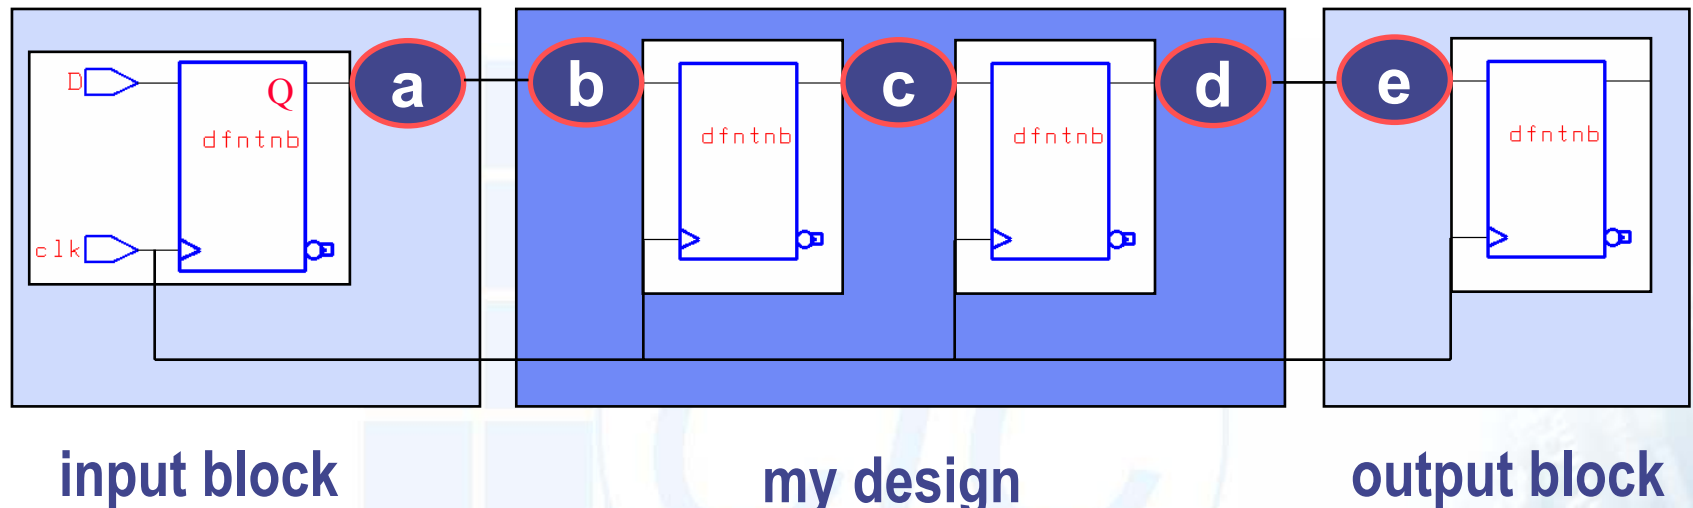 a
b
c
d
e
D
Q
dfntnb
dfntnb
dfntnb
dfntnb
clk
input block
my design
output block